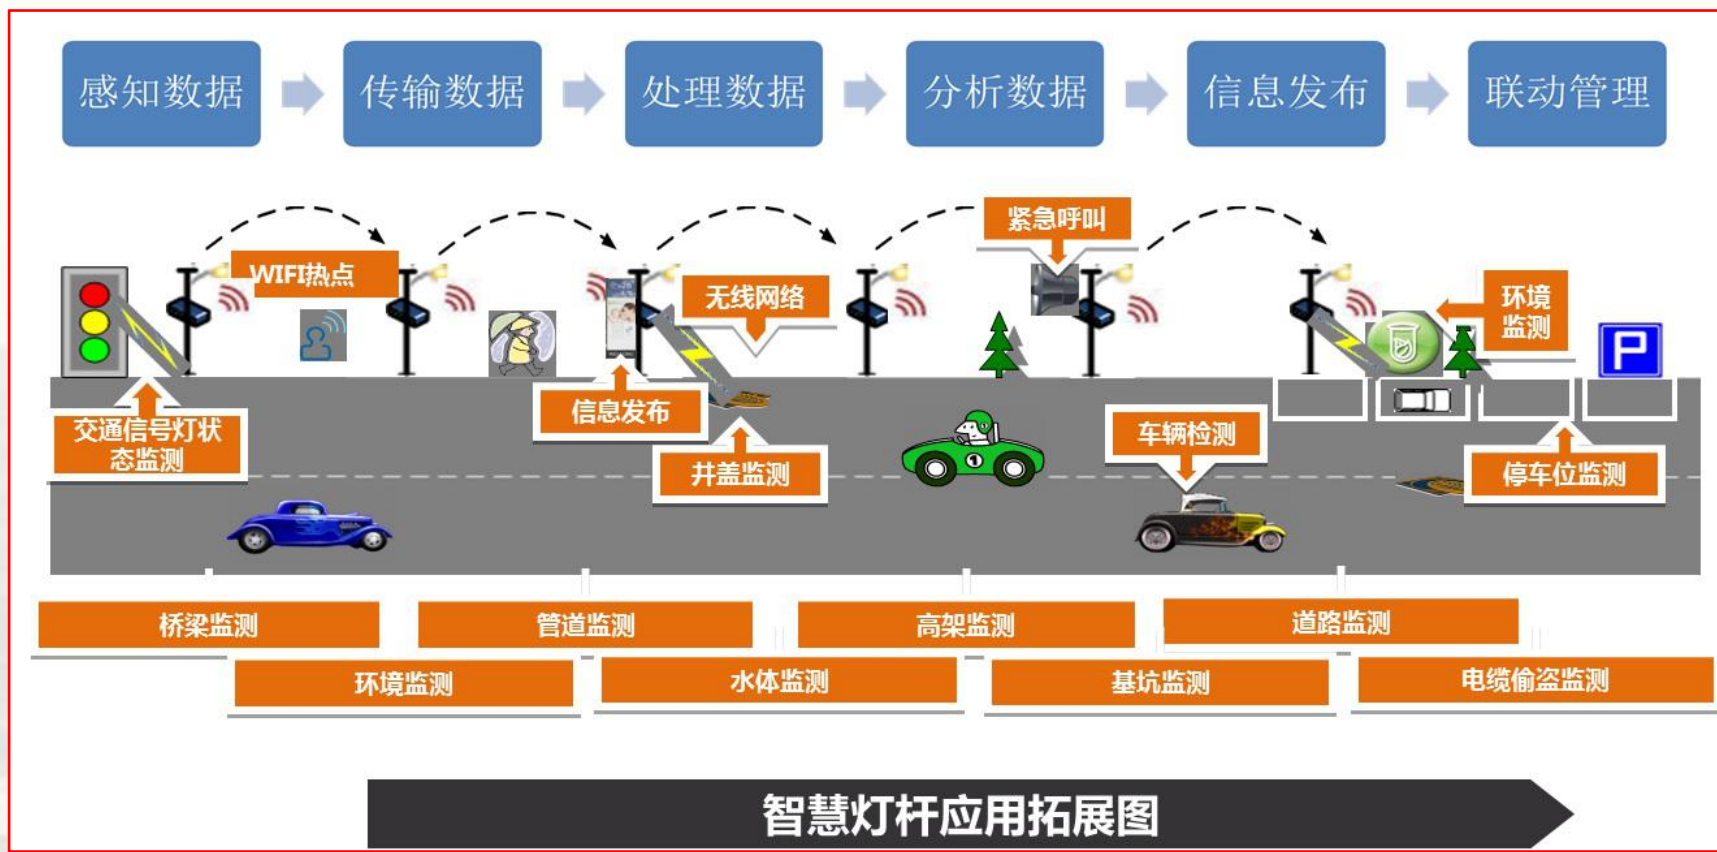 感知数据
传输数据
处理数据
分析数据
信息发布
联动管理
紧急呼叫
WIFI热点
无线网络
环境
监测
P
信息发布
交通信号灯状
态监测
井盖监测
1
车辆检测
停车位监测
桥梁监测
管道监测
高架监测
道路监测
环境监测
水体监测
基坑监测
电缆偷盗监测
智慧灯杆应用拓展图